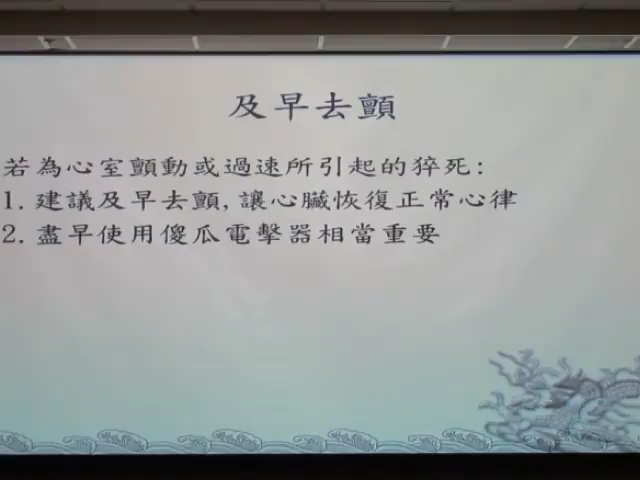 及早去顫
若為心室顫動或過速所引起的猝死:
1. 建議及早去顫, 讓心臟恢復正常心律
2. 盡早使用傻瓜電擊器相當重要